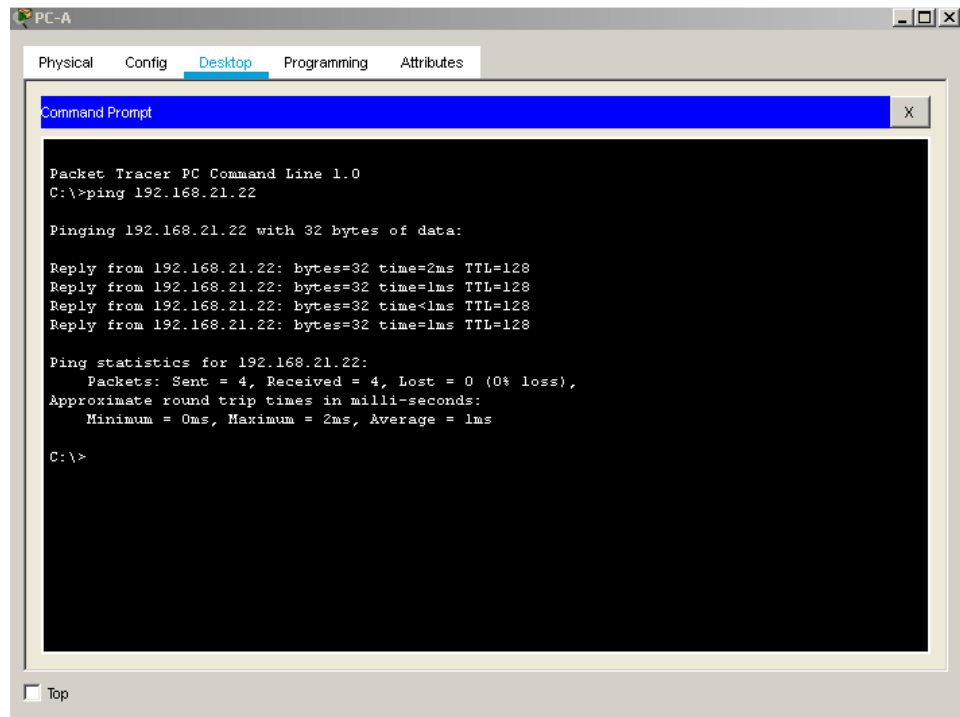 PC-A
Physical Config Desktop Programming Attributes
Command Prompt X
Packet Tracer PC Command Line 1.0
C:\>ping 192.168.21.22
Pinging 192.168.21.22 with 32 bytes of data:
Reply from 192.168.21.22: bytes=32 time=2ms TTL=128
Reply from 192.168.21.22: bytes=32 time=1ms TTL=128
Reply from 192.168.21.22: bytes=32 time<1ms TTL=128
Reply from 192.168.21.22: bytes=32 time=1ms TTL=128
Ping statistics for 192.168.21.22:
Packets: Sent = 4, Received = 4, Lost = 0 (0% loss),
Approximate round trip times in milli-seconds:
Minimum = 0ms, Maximum = 2ms, Average = 1ms
C:\>
Top